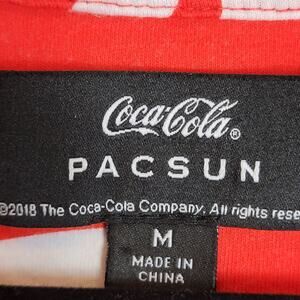 Coca-Cola®
PACSUN
©2018 The Coca-Cola Company. All rights rese
M
MADE IN
CHINA